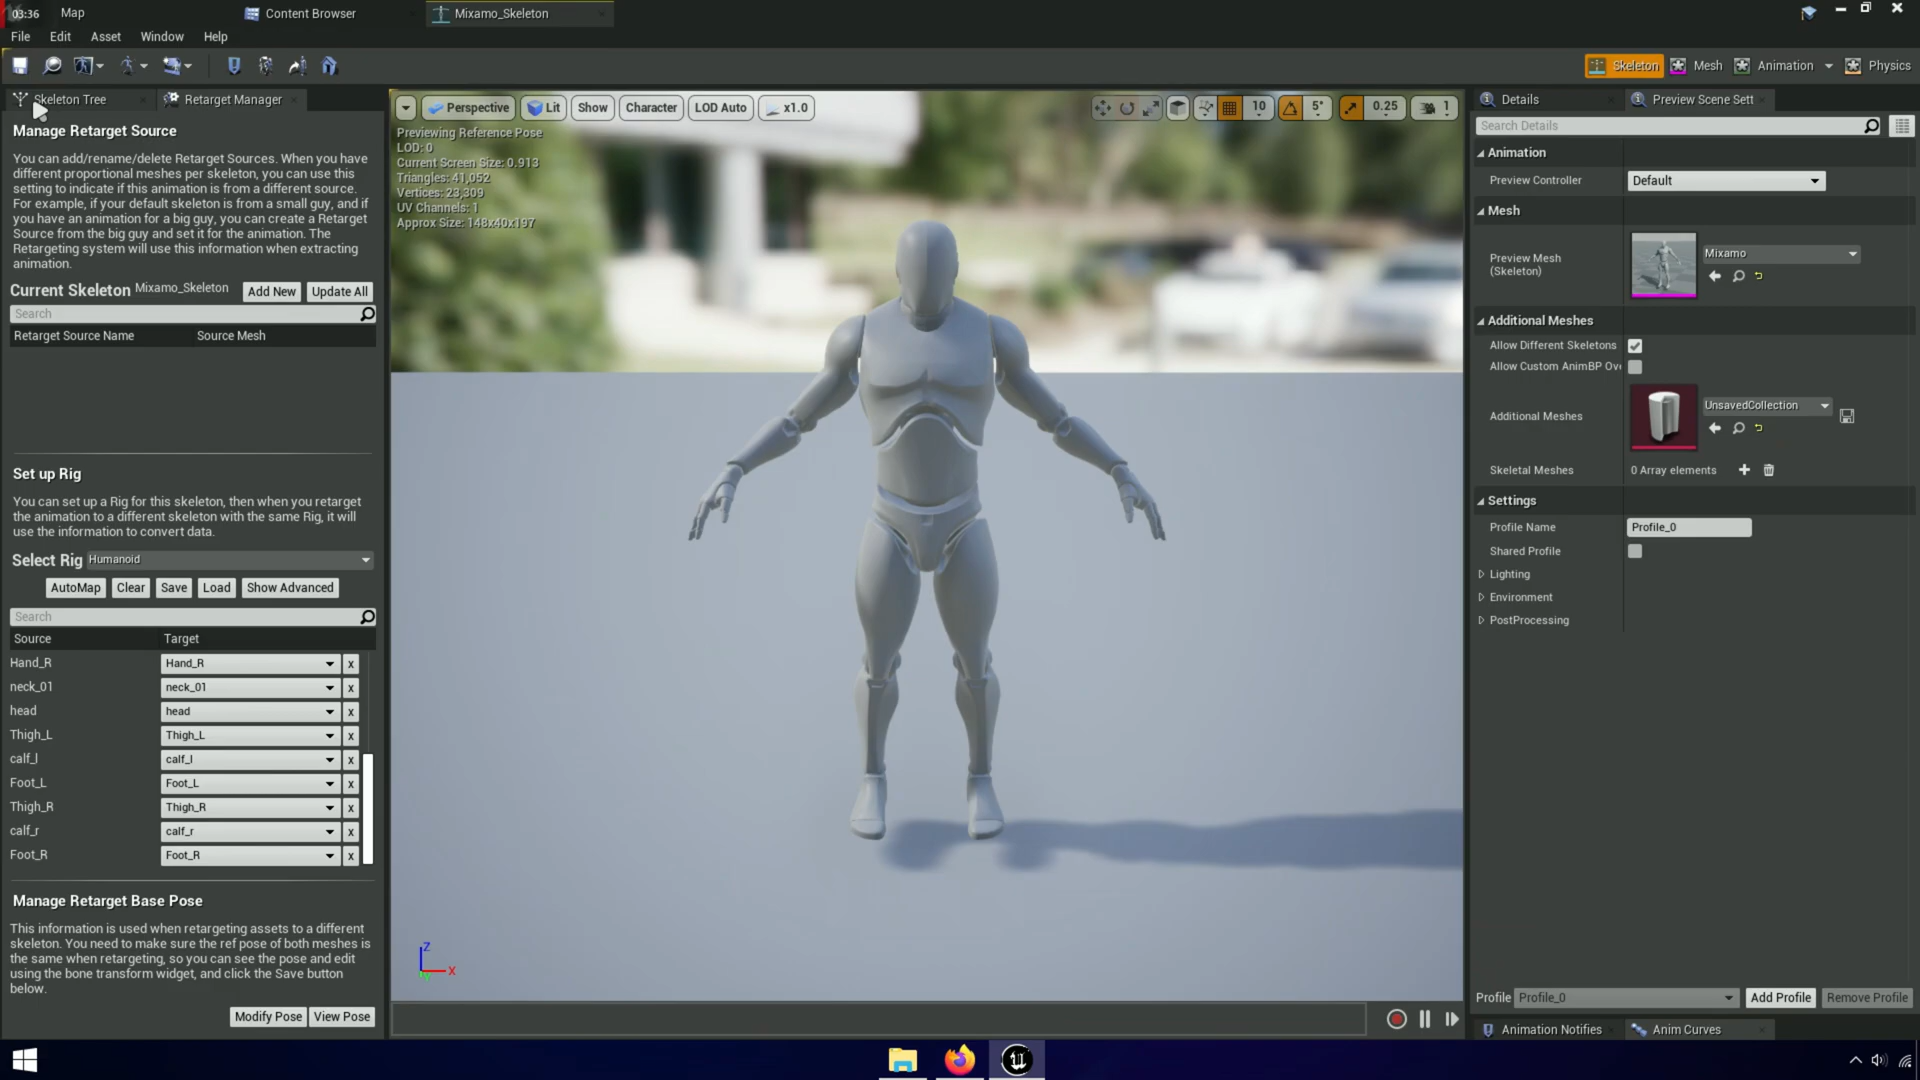 03:36
Map
Content Browser
Mixamo_Skeleton
File
Edit
Asset
Window
Help
Skeleton
Mesh
Animation
Physics
Skeleton Tree
Retarget Manager
Manage Retarget Source
You can add/rename/delete Retarget Sources. When you have
different proportional meshes per skeleton, you can use this
setting to indicate if this animation is from a different source.
For example, if your default skeleton is from a small guy, and if
you have an animation for a big guy, you can create a Retarget
Source from the big guy and set it for the animation. The
Retargeting system will use this information when extracting
animation.
Current Skeleton Mixamo_Skeleton
Add New
Update All
Search
Retarget Source Name
Source Mesh
Set up Rig
You can set up a Rig for this skeleton, then when you retarget
the animation to a different skeleton with the same Rig, it will
use the information to convert data.
Select Rig Humanoid
AutoMap
Clear
Save
Load
Show Advanced
Search
Source
Target
Hand_R
Hand_R
x
neck_01
neck_01
x
head
head
x
Thigh_L
Thigh_L
x
calf_l
calf_l
x
Foot_L
Foot_L
x
Thigh_R
Thigh_R
x
calf_r
calf_r
x
Foot_R
Foot_R
x
Manage Retarget Base Pose
This information is used when retargeting assets to a different
skeleton. You need to make sure the ref pose of both meshes is
the same when retargeting, so you can see the pose and edit
using the bone transform widget, and click the Save button
below.
Modify Pose
View Pose
Perspective
Lit
Show
Character
LOD Auto
x1.0
10
5°
0.25
1
Previewing Reference Pose
LOD: 0
Current Screen Size: 0.913
Triangles: 41,052
Vertices: 23,309
UV Channels: 1
Approx Size: 148x40x197
Z
X
Details
Preview Scene Sett
Search Details
Animation
Preview Controller
Default
Mesh
Preview Mesh
(Skeleton)
Mixamo
Additional Meshes
Allow Different Skeletons
Allow Custom AnimBP Ov
Additional Meshes
UnsavedCollection
Skeletal Meshes
0 Array elements
Settings
Profile Name
Profile_0
Shared Profile
Lighting
Environment
PostProcessing
Profile
Profile_0
Add Profile
Remove Profile
Animation Notifies
Anim Curves